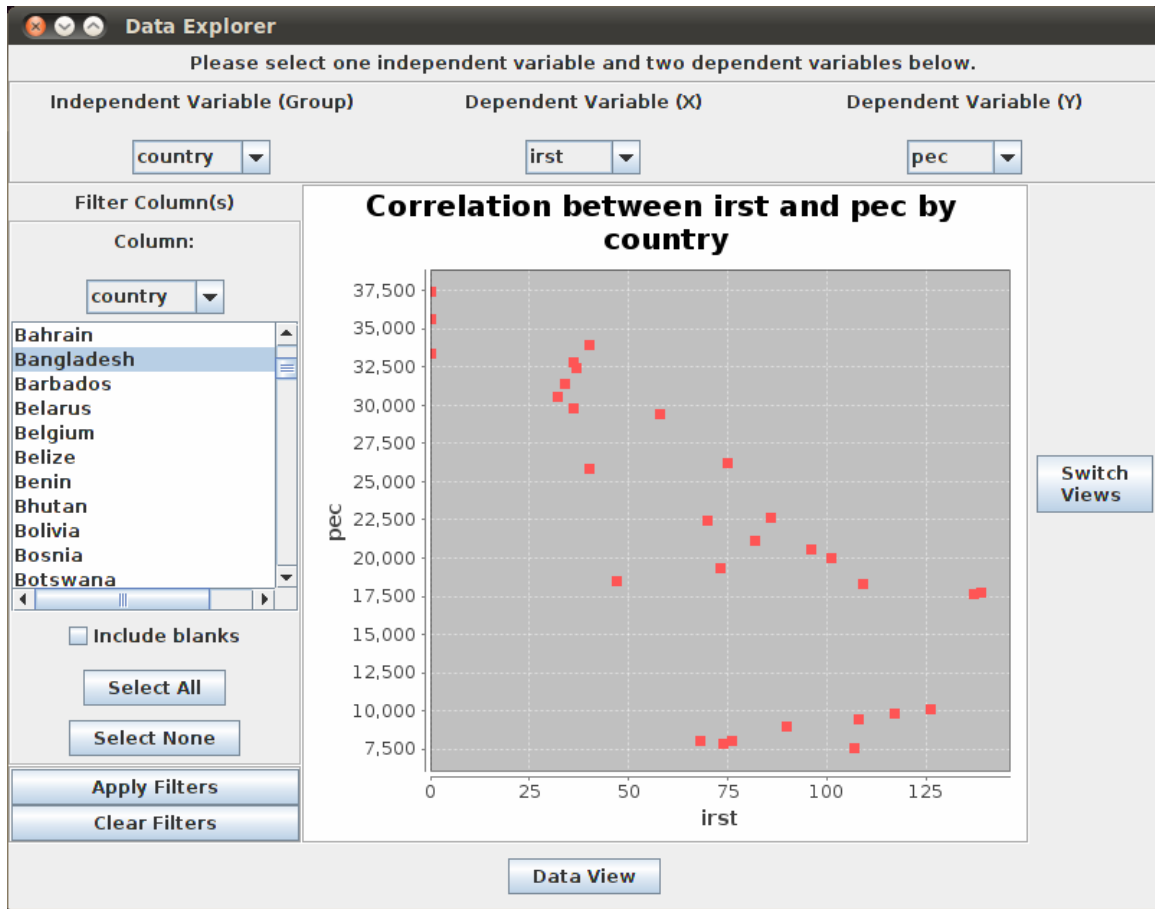 Data Explorer
Please select one independent variable and two dependent variables below.
Independent Variable (Group)
Dependent Variable (X)
Dependent Variable (Y)
country
irst
pec
Filter Column(s)
Column:
country
Bahrain
Bangladesh
Barbados
Belarus
Belgium
Belize
Benin
Bhutan
Bolivia
Bosnia
Botswana
Include blanks
Select All
Select None
Apply Filters
Clear Filters
Correlation between irst and pec by
country
37,500
35,000
32,500
30,000
27,500
25,000
22,500
20,000
17,500
15,000
12,500
10,000
7,500
pec
0 25 50 75 100 125
irst
Switch
Views
Data View